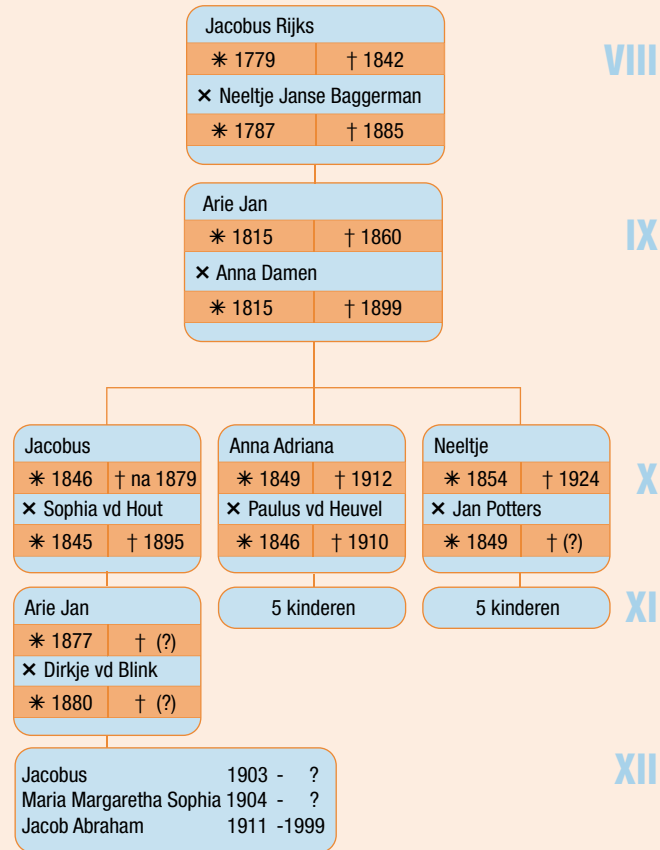 Jacobus Rijks
✳ 1779 † 1842
× Neeltje Janse Baggerman
✳ 1787 † 1885
VIII
Arie Jan
✳ 1815 † 1860
× Anna Damen
✳ 1815 † 1899
IX
Jacobus
✳ 1846 † na 1879
× Sophia vd Hout
✳ 1845 † 1895
Anna Adriana
✳ 1849 † 1912
× Paulus vd Heuvel
✳ 1846 † 1910
Neeltje
✳ 1854 † 1924
× Jan Potters
✳ 1849 † (?)
X
Arie Jan
✳ 1877 † (?)
× Dirkje vd Blink
✳ 1880 † (?)
5 kinderen
5 kinderen
XI
Jacobus 1903 - ?
Maria Margaretha Sophia 1904 - ?
Jacob Abraham 1911 -1999
XII